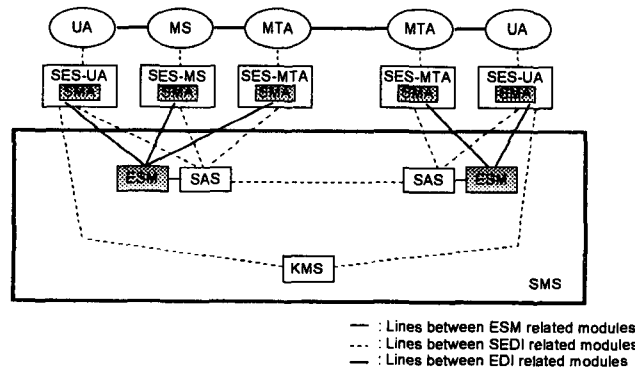 UA MS MTA MTA UA
SES-UA SES-MS SES-MTA SES-MTA SES-UA
SMA SMA SMA SMA SMA
ESM SAS SAS ESM
KMS
SMS
: Lines between ESM related modules
: Lines between SEDI related modules
: Lines between EDI related modules